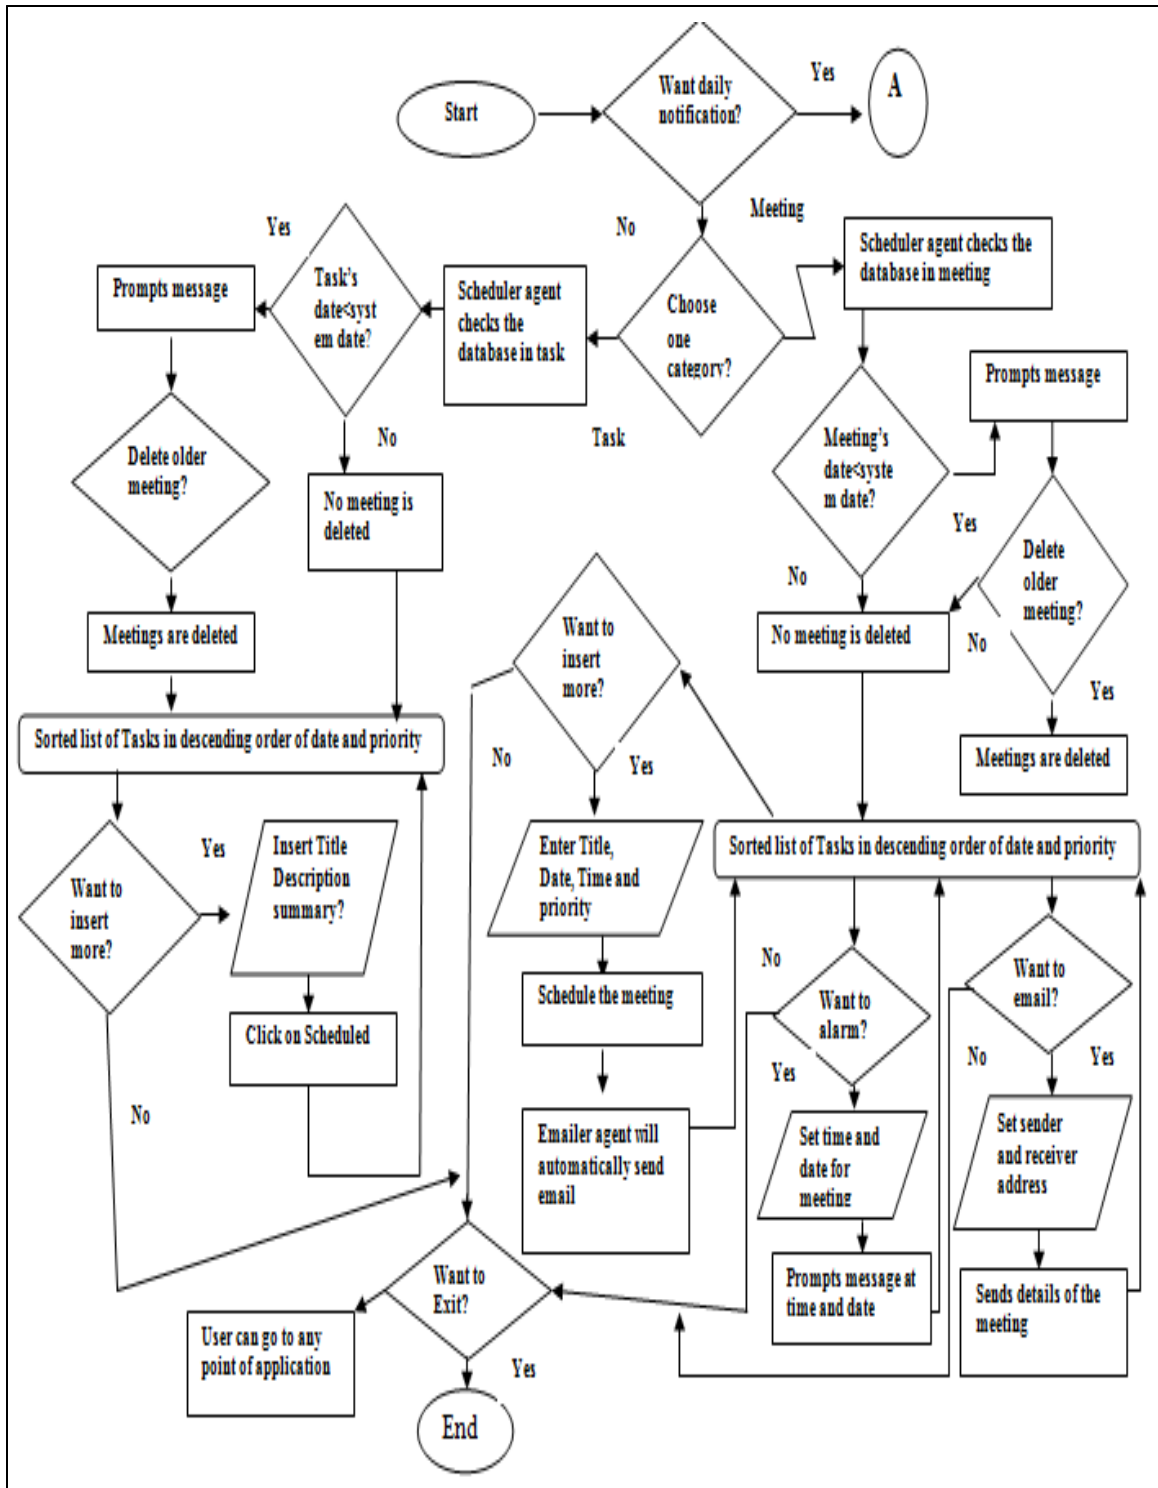 Start
Want daily
notification?
Yes
A
No
Meeting
Yes
Prompts message
Task's
date<syst
em date?
Scheduler agent
checks the
database in task
Choose
one
category?
Scheduler agent checks the
database in meeting
Prompts message
Task
No
Delete older
meeting?
No meeting is
deleted
Meeting's
date<syste
m date?
Yes
No
Delete
older
meeting?
Meetings are deleted
Want to
insert
more?
No meeting is deleted
No
Yes
Meetings are deleted
Sorted list of Tasks in descending order of date and priority
No
Yes
Yes
Want to
insert
more?
Insert Title
Description
summary?
Enter Title,
Date, Time and
priority
Sorted list of Tasks in descending order of date and priority
Click on Scheduled
Schedule the meeting
No
Want to
alarm?
Want to
email?
No
Yes
Yes
No
Emailer agent will
automatically send
email
Set time and
date for
meeting
Set sender
and receiver
address
Want to
Exit?
Prompts message at
time and date
Sends details of the
meeting
User can go to any
point of application
Yes
End